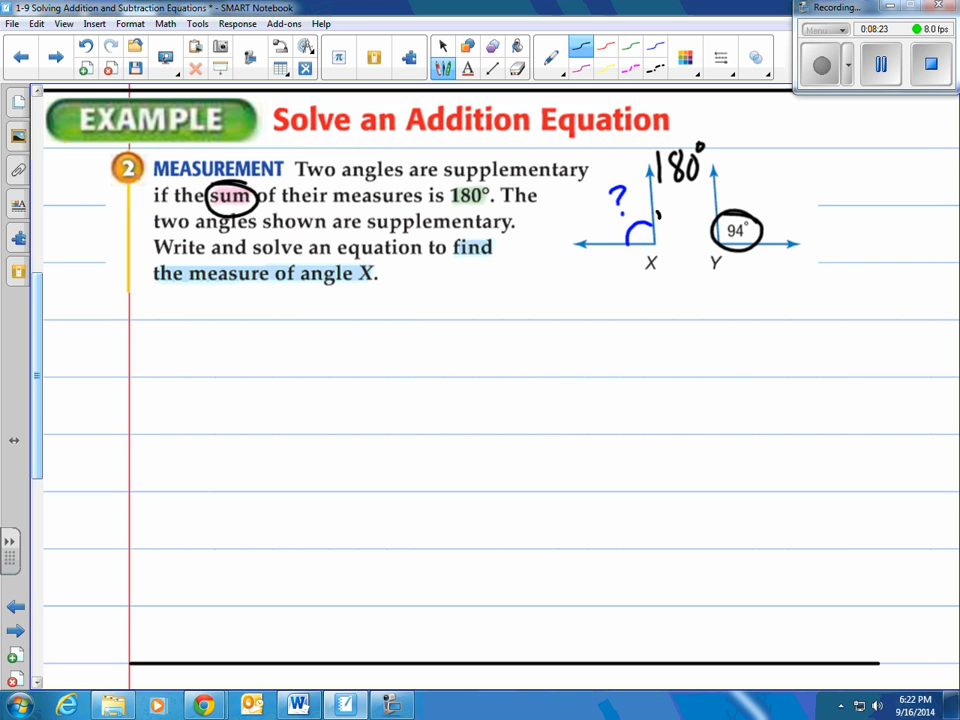 1-9 Solving Addition and Subtraction Equations * - SMART Notebook
Recording...
File Edit View Insert Format Math Tools Response Add-ons Help
Menu
0:08:23
8.0 fps
EXAMPLE Solve an Addition Equation
2 MEASUREMENT Two angles are supplementary
if the sum of their measures is 180°. The
two angles shown are supplementary.
Write and solve an equation to find
the measure of angle X.
180°
?
94°
X Y
6:22 PM
9/16/2014